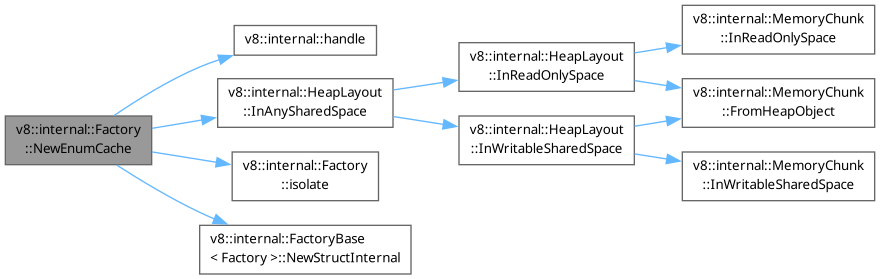 v8::internal::Factory
::NewEnumCache
v8::internal::handle
v8::internal::HeapLayout
::InAnySharedSpace
v8::internal::Factory
::isolate
v8::internal::FactoryBase
< Factory >::NewStructInternal
v8::internal::HeapLayout
::InReadOnlySpace
v8::internal::HeapLayout
::InWritableSharedSpace
v8::internal::MemoryChunk
::InReadOnlySpace
v8::internal::MemoryChunk
::FromHeapObject
v8::internal::MemoryChunk
::InWritableSharedSpace